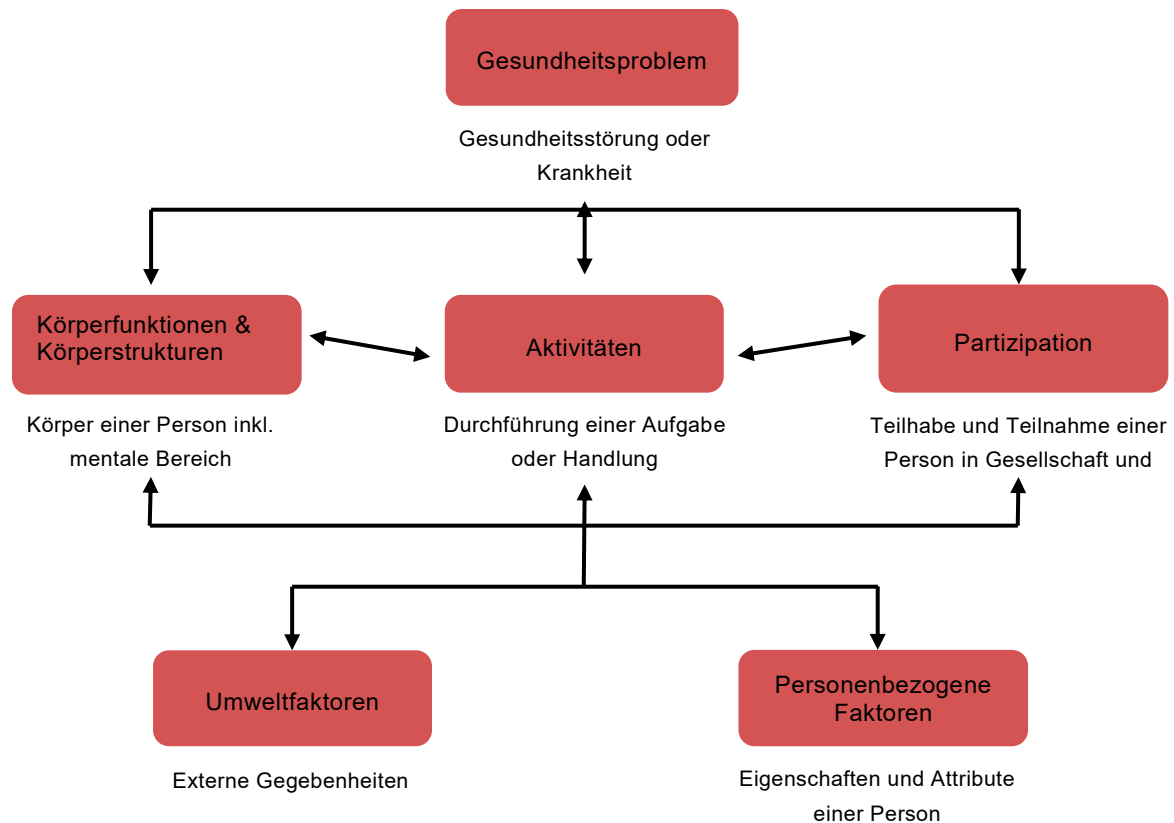 Gesundheitsproblem
Gesundheitsstörung oder
Krankheit
Körperfunktionen &
Körperstrukturen
Aktivitäten
Partizipation
Körper einer Person inkl.
mentale Bereich
Durchführung einer Aufgabe
oder Handlung
Teilhabe und Teilnahme einer
Person in Gesellschaft und
Umweltfaktoren
Personenbezogene
Faktoren
Externe Gegebenheiten
Eigenschaften und Attribute
einer Person